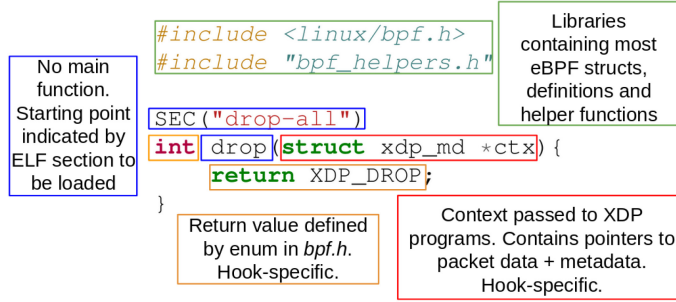 #include <linux/bpf.h>
#include "bpf_helpers.h"
Libraries
containing most
eBPF structs,
definitions and
helper functions
No main
function.
Starting point
indicated by
ELF section to
be loaded
SEC("drop-all")
int drop(struct xdp_md *ctx){
return XDP_DROP;
}
Return value defined
by enum in bpf.h.
Hook-specific.
Context passed to XDP
programs. Contains pointers to
packet data + metadata.
Hook-specific.